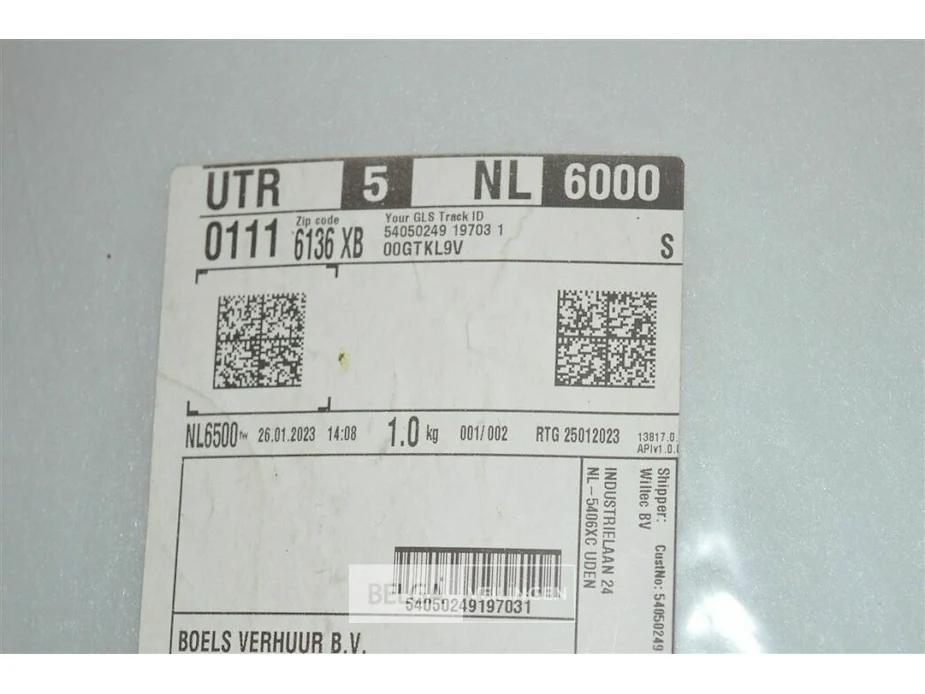 UTR 5 NL 6000
0111 Zip code 6136 XB Your GLS Track ID
54050249 19703 1
00GTKL9V
S
NL6500 26.01.2023 14:08 1.0 kg 001/002 RTG 25012023 13817.0.
APIv1.0.
Shipper: CustNo: 54050249
Wiltec BV
INDUSTRIELAAN 24
NL-5406XC UDEN
54050249197031
BOELS VERHUUR B.V.